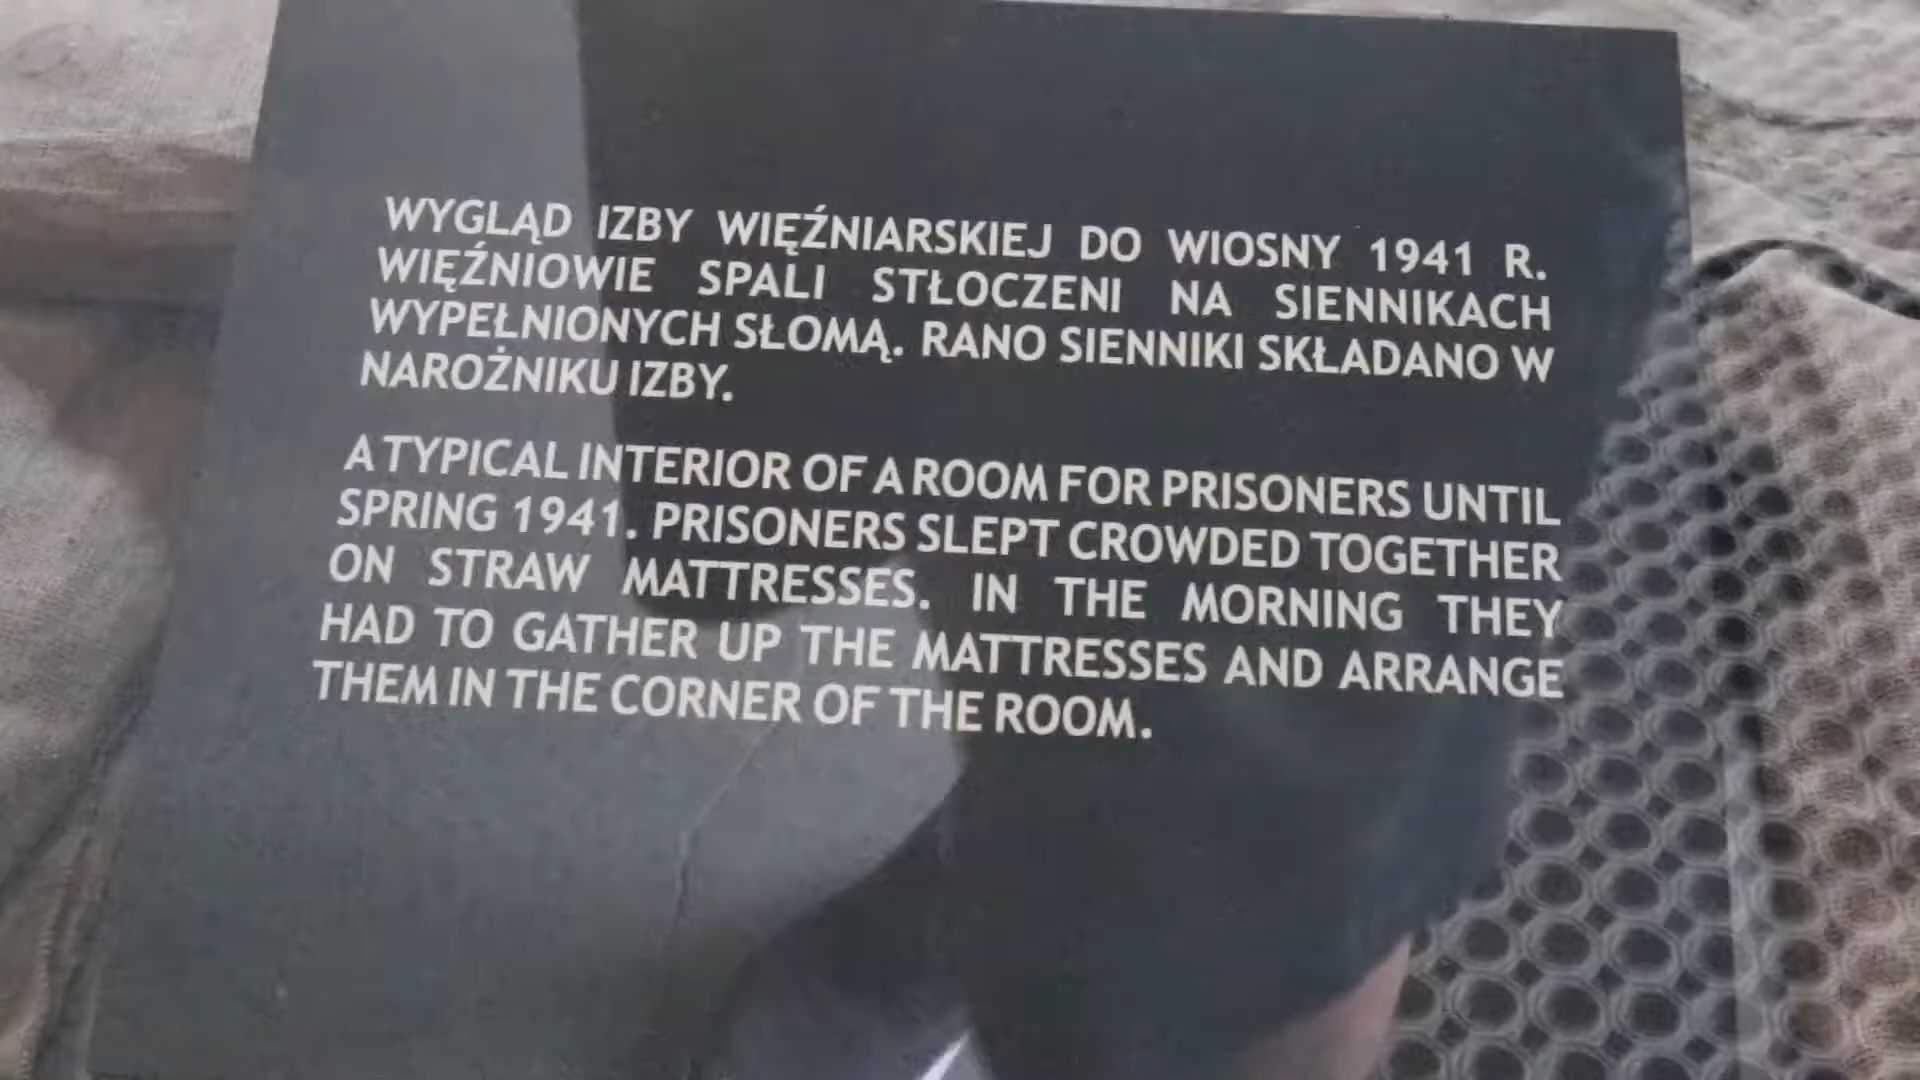 WYGLĄD IZBY WIĘŹNIARSKIEJ DO WIOSNY 1941 R.
WIĘŹNIOWIE SPALI STŁOCZENI NA SIENNIKACH
WYPEŁNIONYCH SŁOMĄ. RANO SIENNIKI SKŁADANO W
NAROŻNIKU IZBY.
A TYPICAL INTERIOR OF A ROOM FOR PRISONERS UNTIL
SPRING 1941. PRISONERS SLEPT CROWDED TOGETHER
ON STRAW MATTRESSES. IN THE MORNING THEY
HAD TO GATHER UP THE MATTRESSES AND ARRANGE
THEM IN THE CORNER OF THE ROOM.